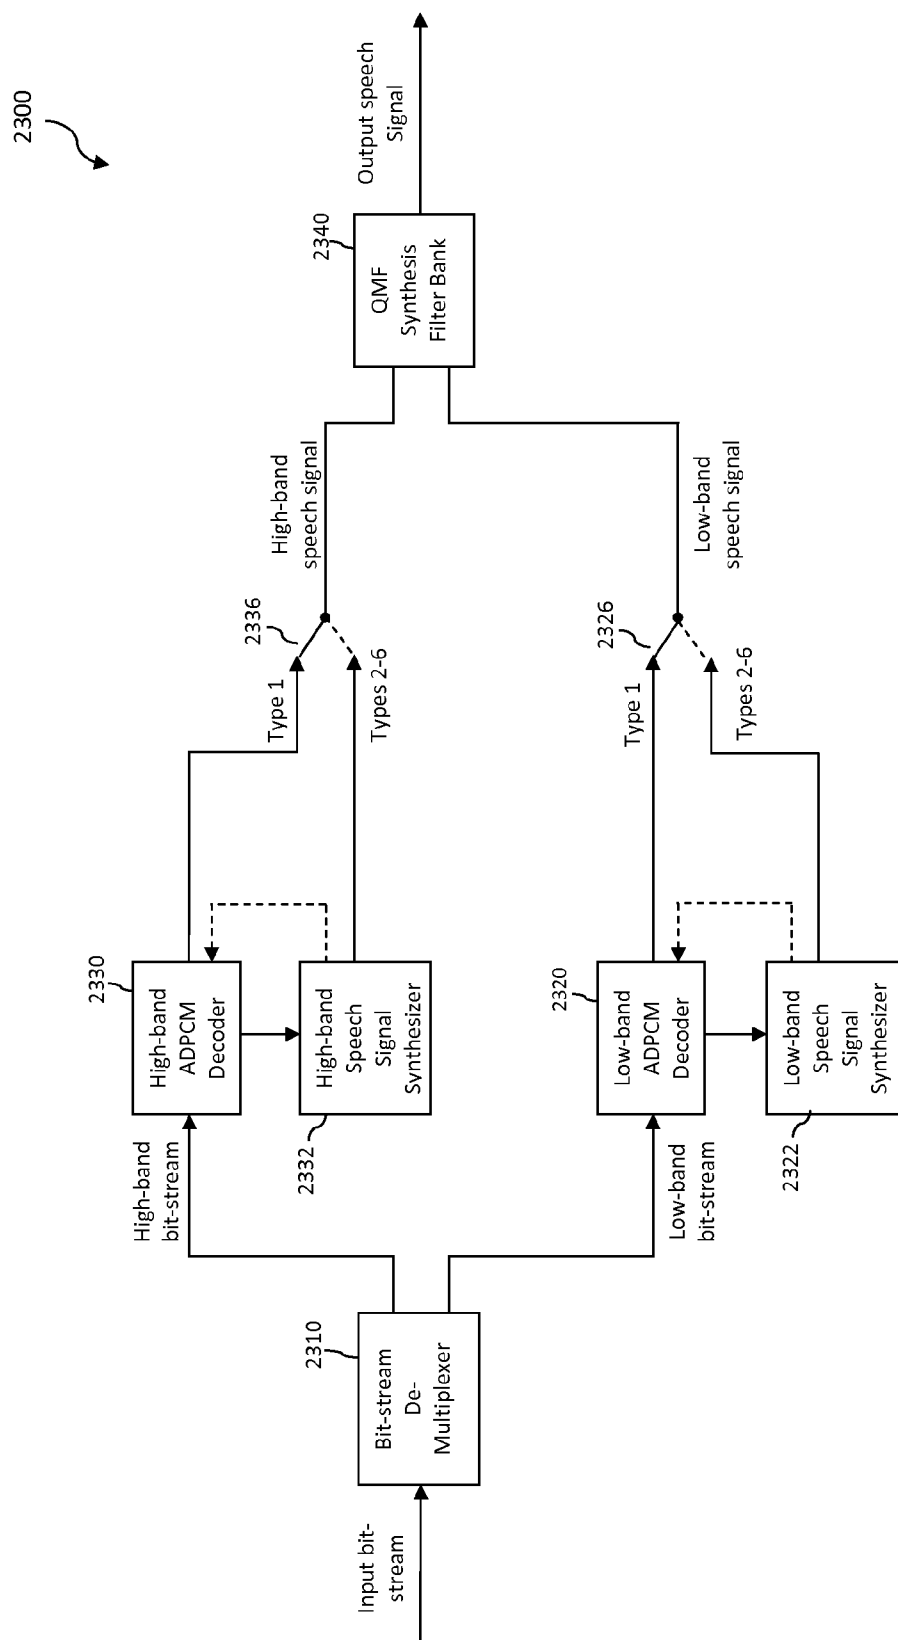 2300
Input bit-
stream
2310
Bit-stream
De-
Multiplexer
High-band
bit-stream
2330
High-band
ADPCM
Decoder
2332
High-band
Speech
Signal
Synthesizer
Type 1
Types 2-6
2336
High-band
speech signal
Low-band
bit-stream
2320
Low-band
ADPCM
Decoder
2322
Low-band
Speech
Signal
Synthesizer
Type 1
Types 2-6
2326
Low-band
speech signal
2340
QMF
Synthesis
Filter Bank
Output speech
Signal